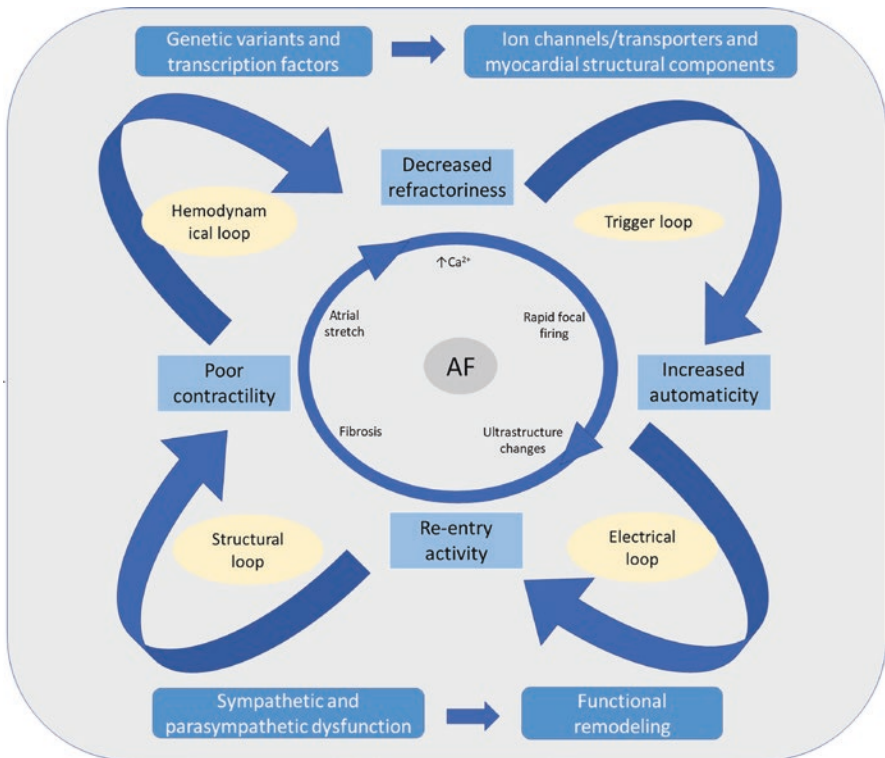 Genetic variants and
transcription factors
Ion channels/transporters and
myocardial structural components
Decreased
refractoriness
Hemodynam
ical loop
Trigger loop
↑Ca²⁺
Atrial
stretch
Rapid focal
firing
AF
Poor
contractility
Increased
automaticity
Fibrosis
Ultrastructure
changes
Re-entry
activity
Structural
loop
Electrical
loop
Sympathetic and
parasympathetic dysfunction
Functional
remodeling